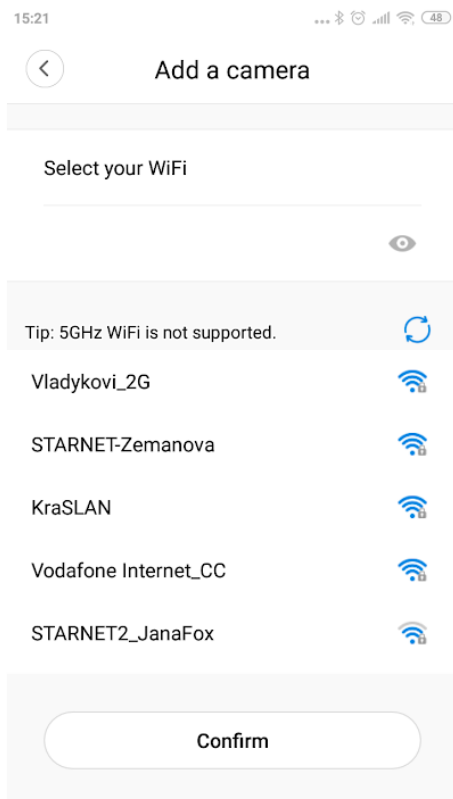 15:21
... 48
Add a camera
Select your WiFi
Tip: 5GHz WiFi is not supported.
Vladykovi_2G
STARNET-Zemanova
KraSLAN
Vodafone Internet_CC
STARNET2_JanaFox
Confirm